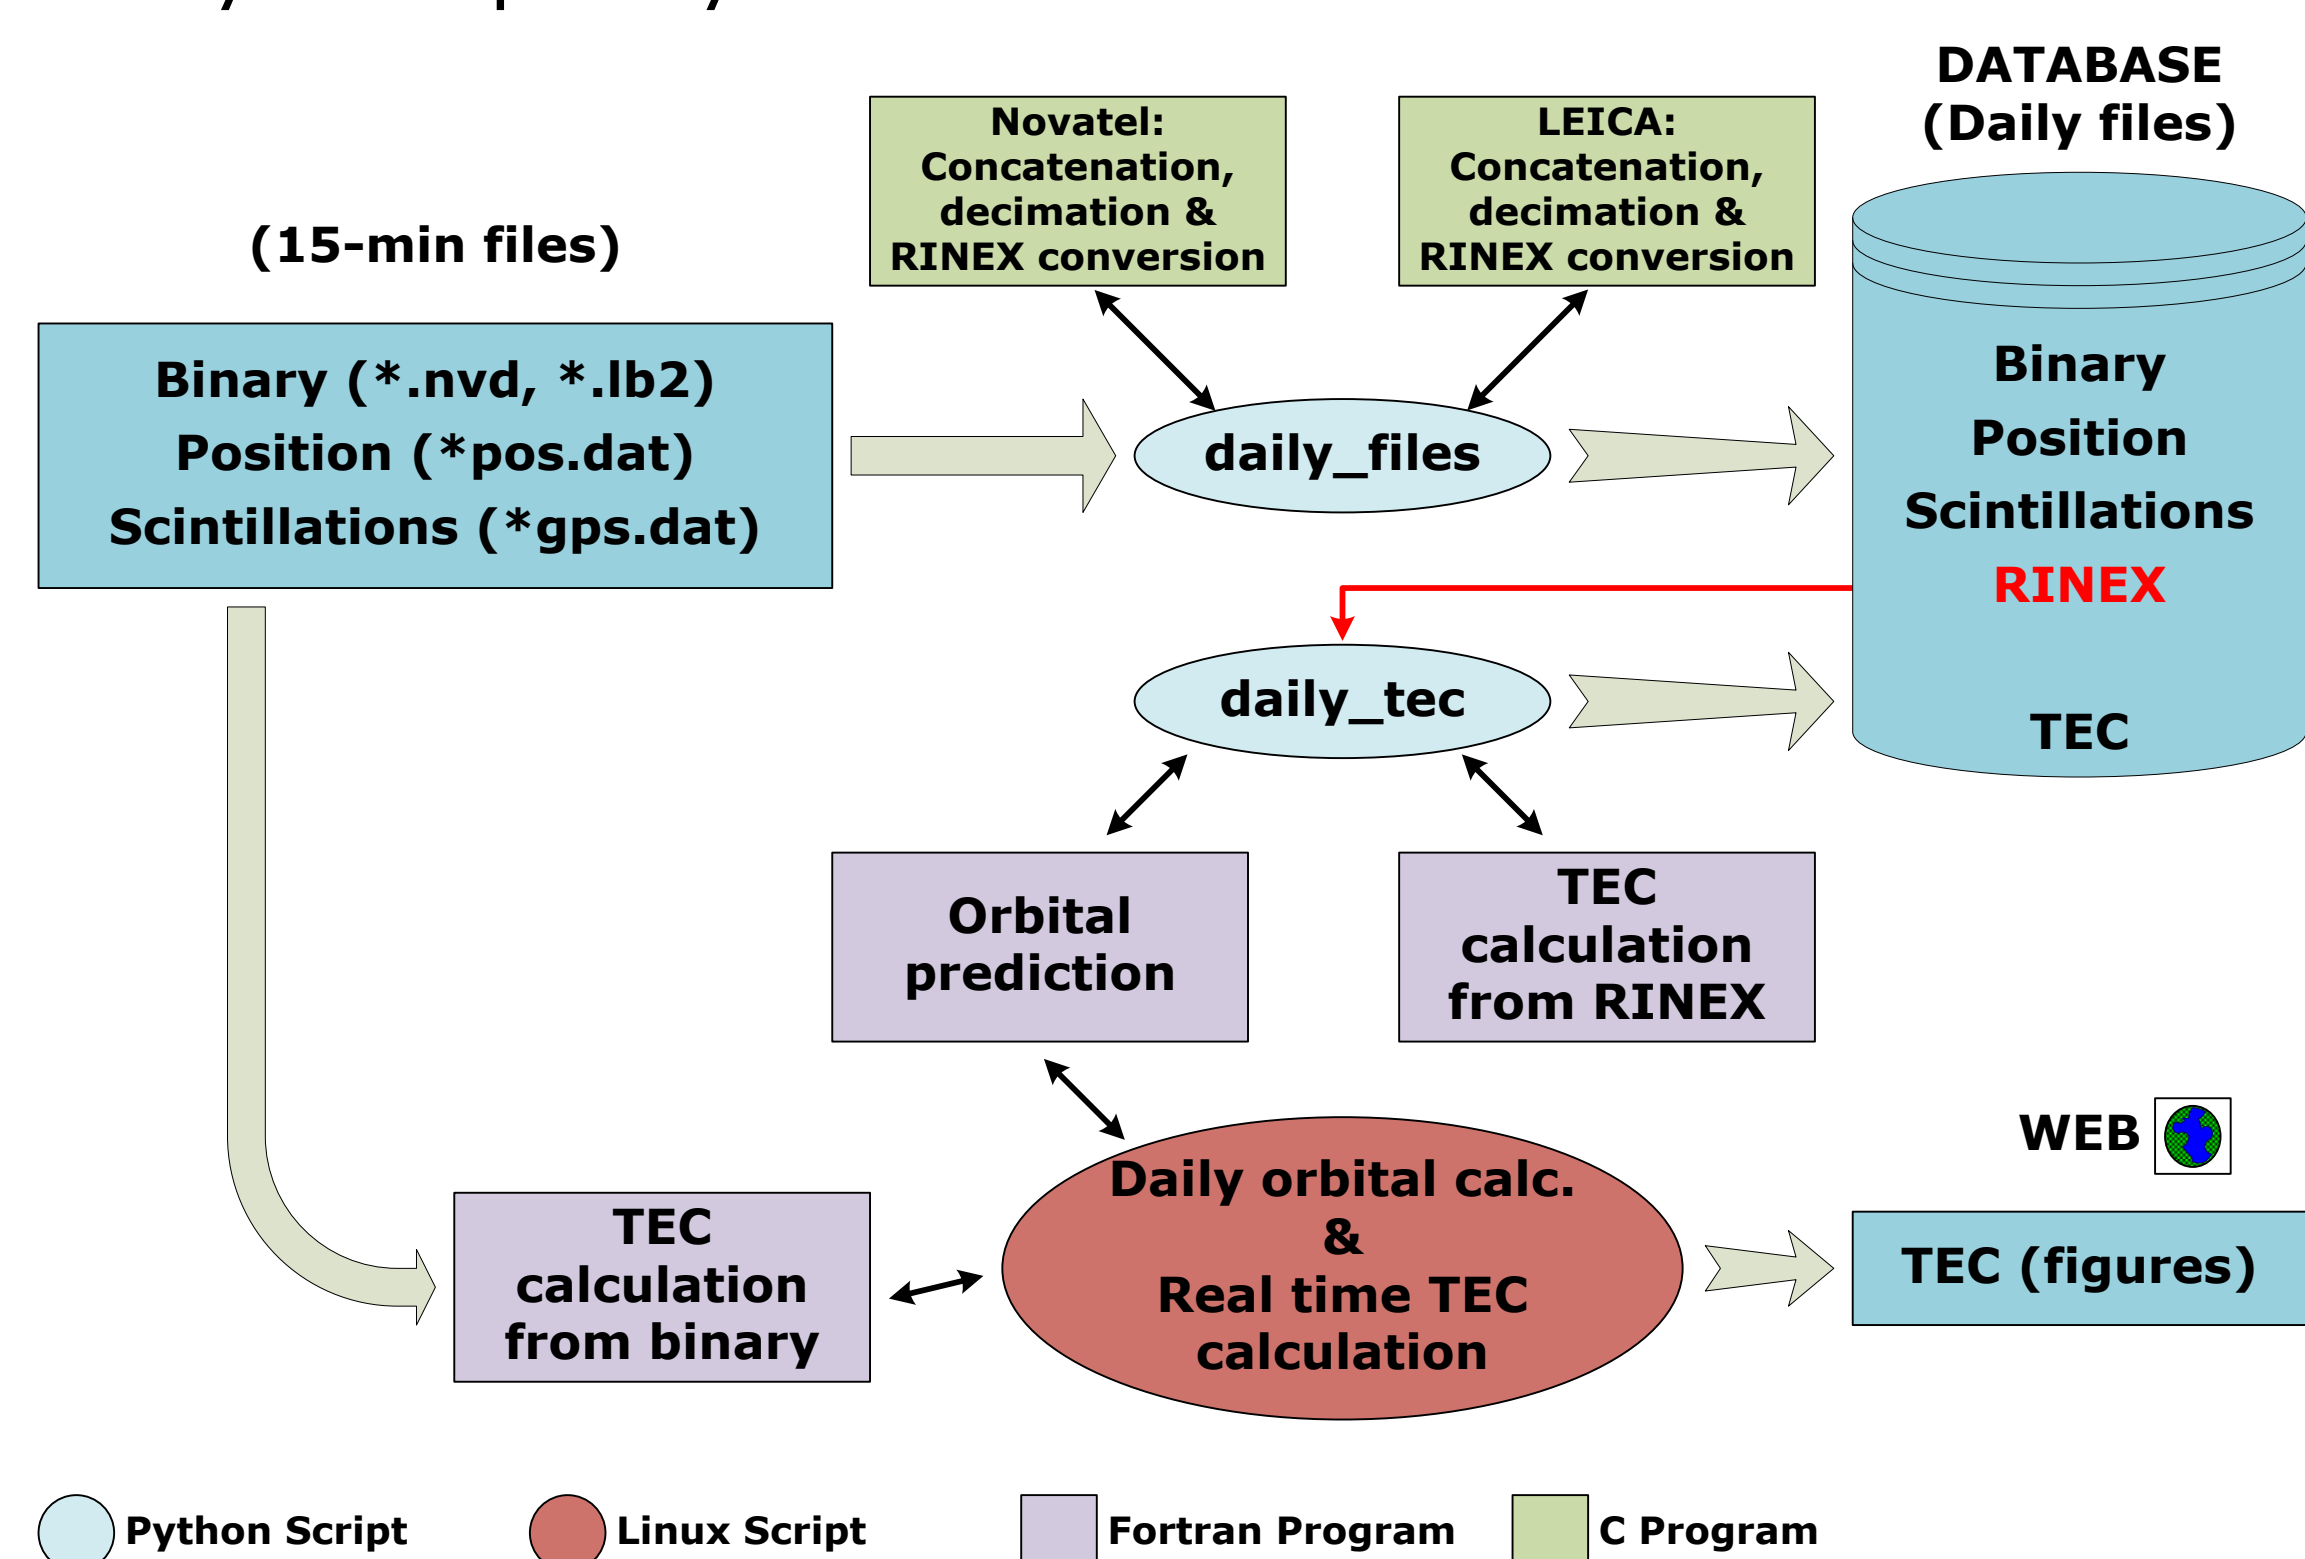 DATABASE
(Daily files)
Novatel:
Concatenation,
decimation &
RINEX conversion
LEICA:
Concatenation,
decimation &
RINEX conversion
(15-min files)
Binary (*.nvd, *.lb2)
Position (*pos.dat)
Scintillations (*gps.dat)
daily_files
Binary
Position
Scintillations
RINEX
TEC
daily_tec
Orbital
prediction
TEC
calculation
from RINEX
WEB
TEC
calculation
from binary
Daily orbital calc.
&
Real time TEC
calculation
TEC (figures)
Python Script
Linux Script
Fortran Program
C Program